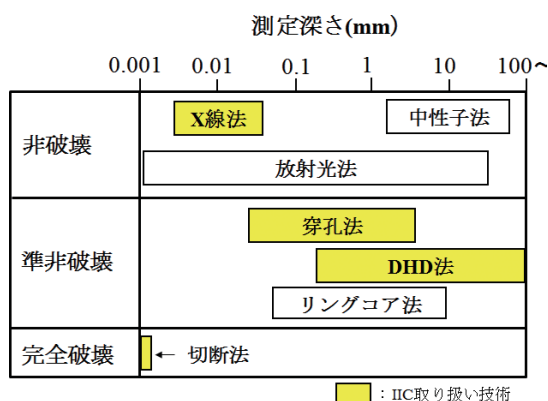 測定深さ(mm)
0.001 0.01 0.1 1 10 100~
非破壊
X線法
中性子法
放射光法
準非破壊
穿孔法
DHD法
リングコア法
完全破壊
← 切断法
：IIC取り扱い技術